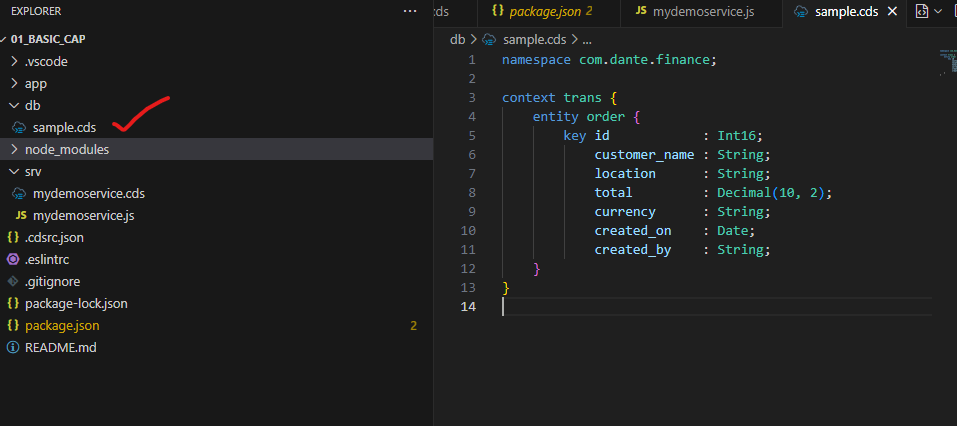 EXPLORER ...
01_BASIC_CAP
.vscode
app
db
sample.cds
node_modules
srv
mydemoservice.cds
JS mydemoservice.js
{} .cdsrc.json
.eslintrc
.gitignore
{} package-lock.json
{} package.json 2
README.md
cds
{} package.json 2
JS mydemoservice.js
sample.cds
db > sample.cds > ...
1 namespace com.dante.finance;
2
3 context trans {
4 entity order {
5 key id : Int16;
6 customer_name : String;
7 location : String;
8 total : Decimal(10, 2);
9 currency : String;
10 created_on : Date;
11 created_by : String;
12 }
13 }
14